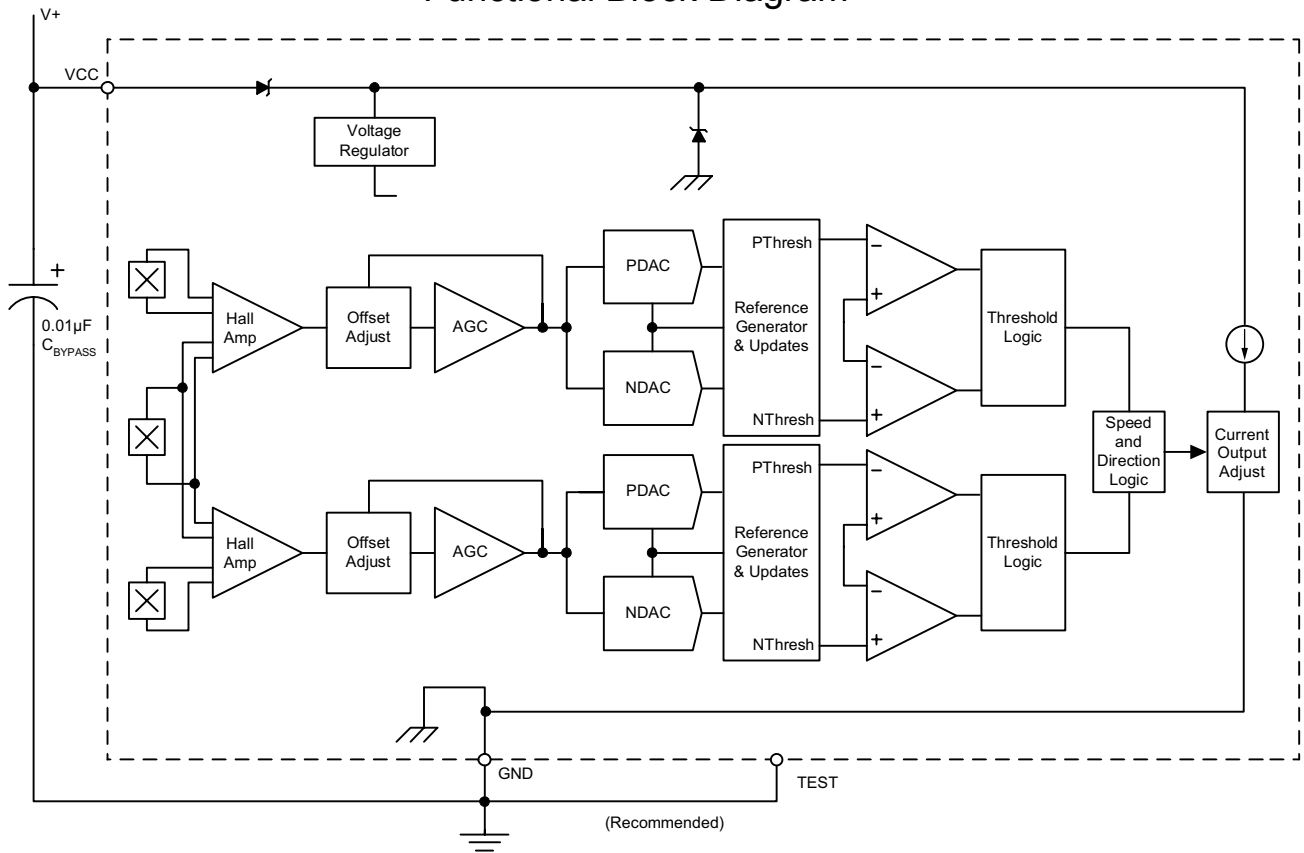 Functional Block Diagram
V+
VCC
Voltage
Regulator
+
0.01µF
CBYPASS
Hall
Amp
Offset
Adjust
AGC
PDAC
NDAC
PThresh
Reference
Generator
& Updates
NThresh
−
+
−
+
Threshold
Logic
Hall
Amp
Offset
Adjust
AGC
PDAC
NDAC
PThresh
Reference
Generator
& Updates
NThresh
−
+
−
+
Threshold
Logic
Speed
and
Direction
Logic
Current
Output
Adjust
GND
TEST
(Recommended)